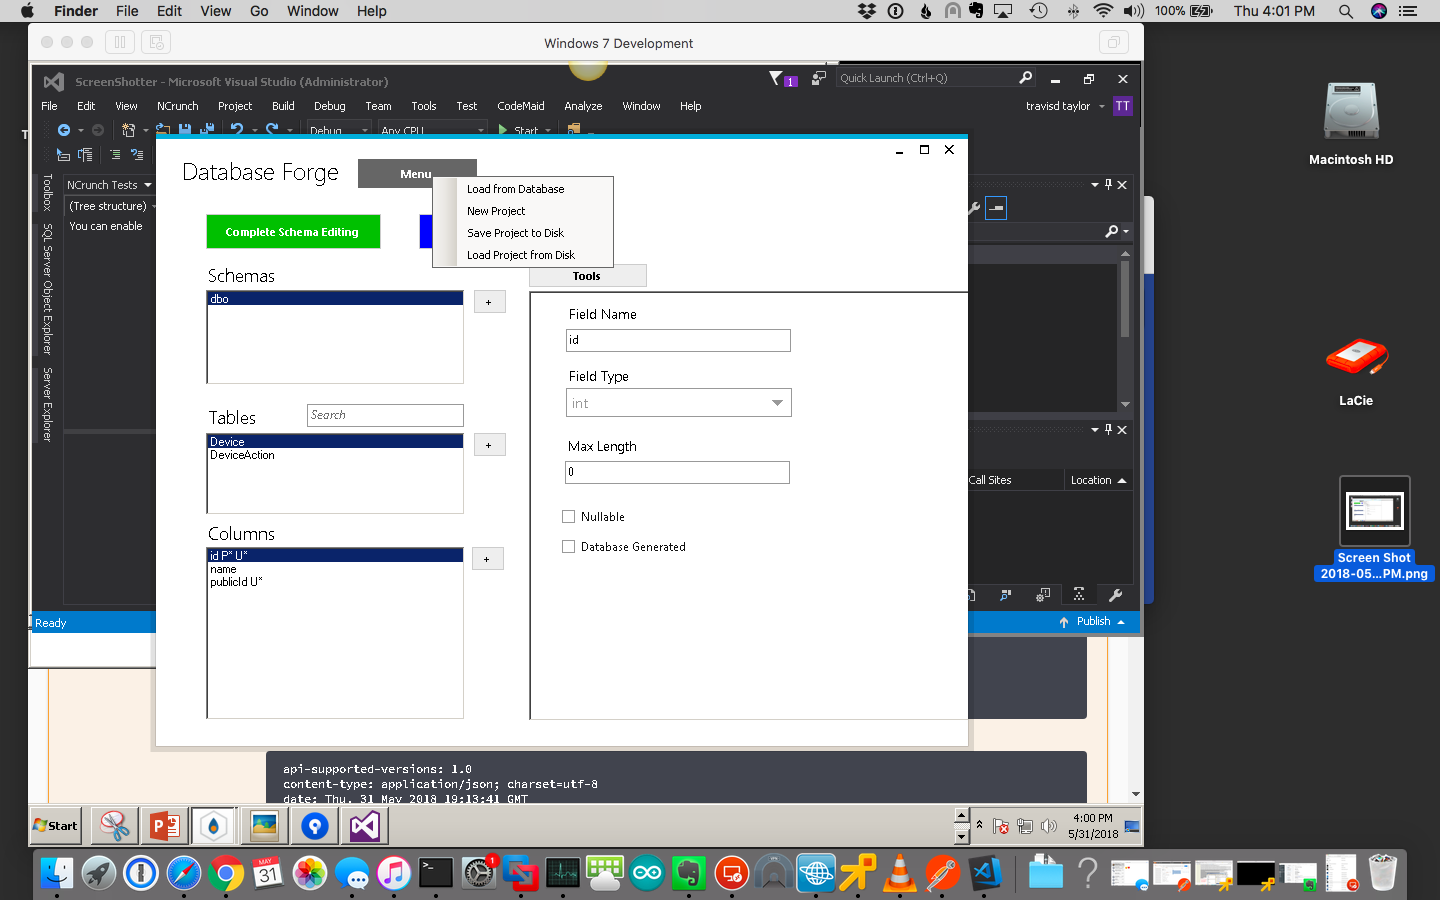 Finder File Edit View Go Window Help 100% Thu 4:01 PM
Windows 7 Development
ScreenShotter - Microsoft Visual Studio (Administrator) 1 Quick Launch (Ctrl+Q)
File Edit View NCrunch Project Build Debug Team Tools Test CodeMaid Analyze Window Help travisd taylor TT
Debug Any CPU Start
Toolbox
SQL Server Object Explorer
Server Explorer
NCrunch Tests
(Tree structure)
You can enable
Database Forge Menu
Load from Database
New Project
Save Project to Disk
Load Project from Disk
Complete Schema Editing
Tools
Schemas
dbo
+
Tables Search
Device
DeviceAction
+
Columns
id P* U*
name
publicId U*
+
Field Name
id
Field Type
int
Max Length
0
Nullable
Database Generated
Call Sites Location
Ready Publish
api-supported-versions: 1.0
content-type: application/json; charset=utf-8
date: Thu, 31 May 2018 19:13:41 GMT
Start 4:00 PM
5/31/2018
Macintosh HD
LaCie
Screen Shot
2018-05...PM.png
MAY
31
1